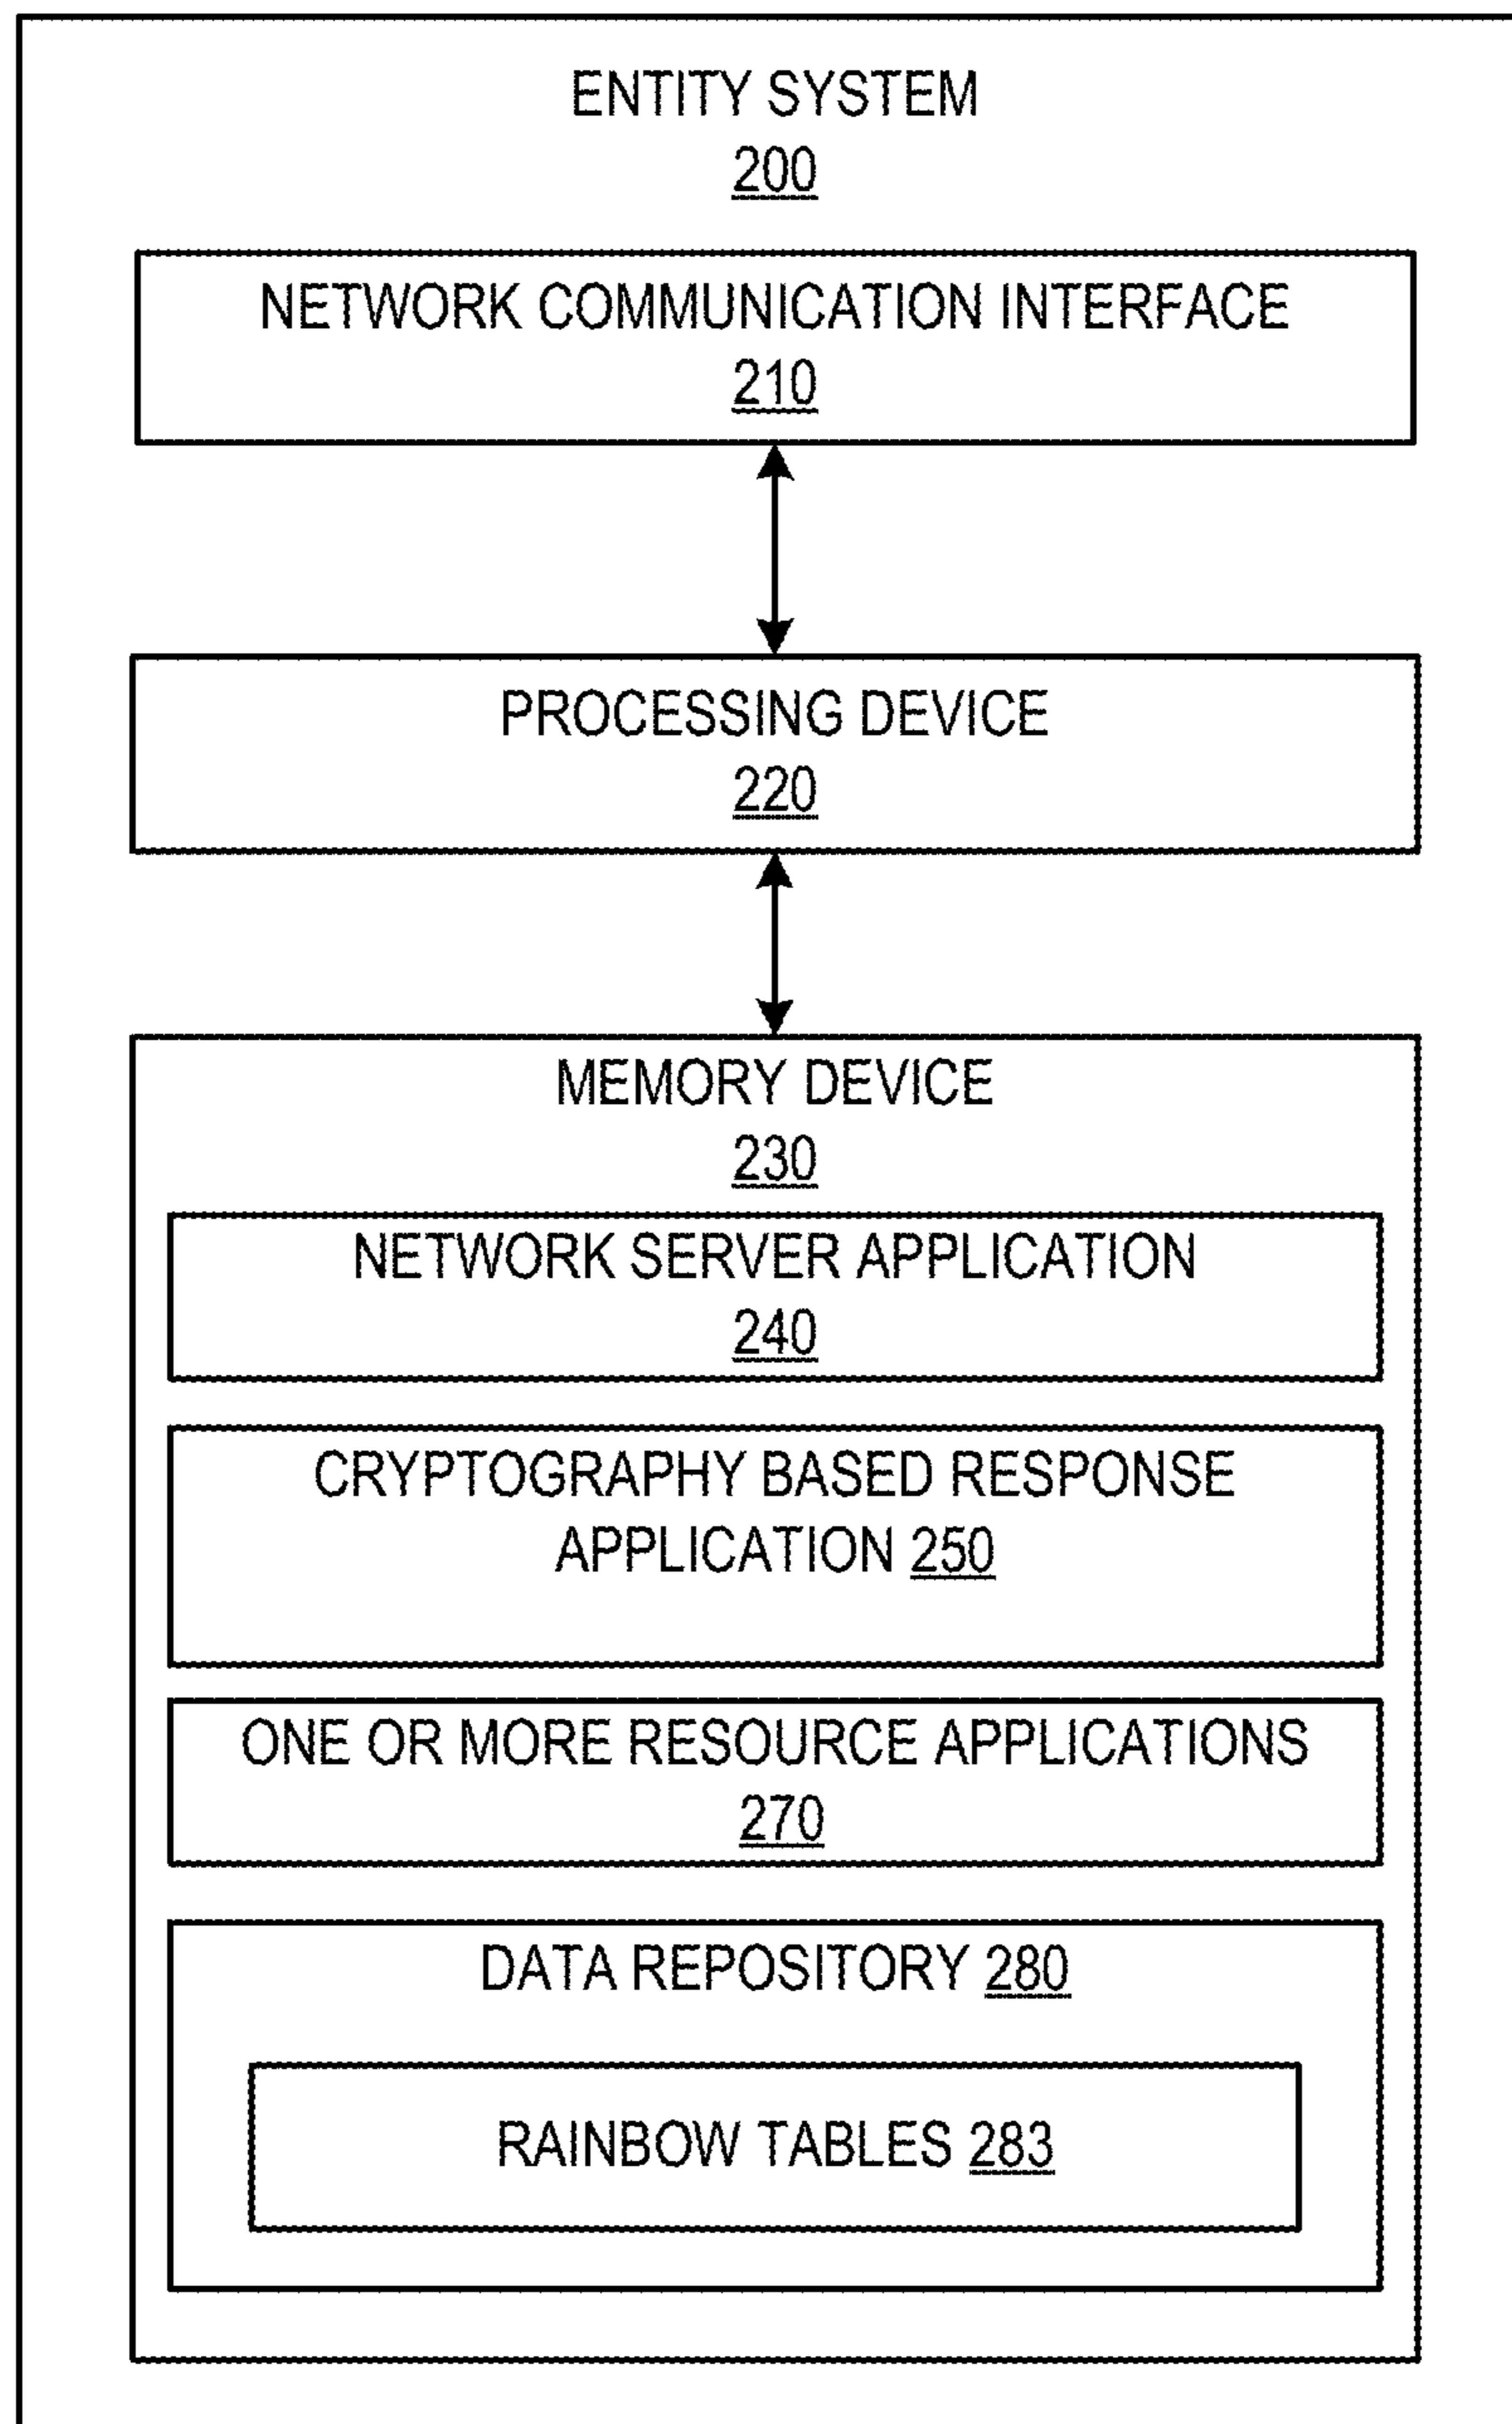 ENTITY SYSTEM
200
NETWORK COMMUNICATION INTERFACE
210
PROCESSING DEVICE
220
MEMORY DEVICE
230
NETWORK SERVER APPLICATION
240
CRYPTOGRAPHY BASED RESPONSE
APPLICATION 250
ONE OR MORE RESOURCE APPLICATIONS
270
DATA REPOSITORY 280
RAINBOW TABLES 283